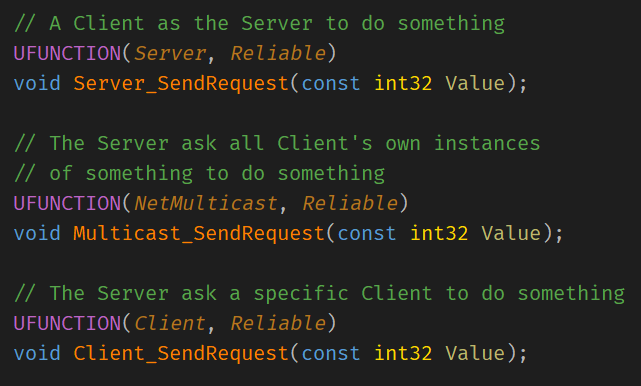 // A Client as the Server to do something
UFUNCTION(Server, Reliable)
void Server_SendRequest(const int32 Value);
// The Server ask all Client's own instances
// of something to do something
UFUNCTION(NetMulticast, Reliable)
void Multicast_SendRequest(const int32 Value);
// The Server ask a specific Client to do something
UFUNCTION(Client, Reliable)
void Client_SendRequest(const int32 Value);